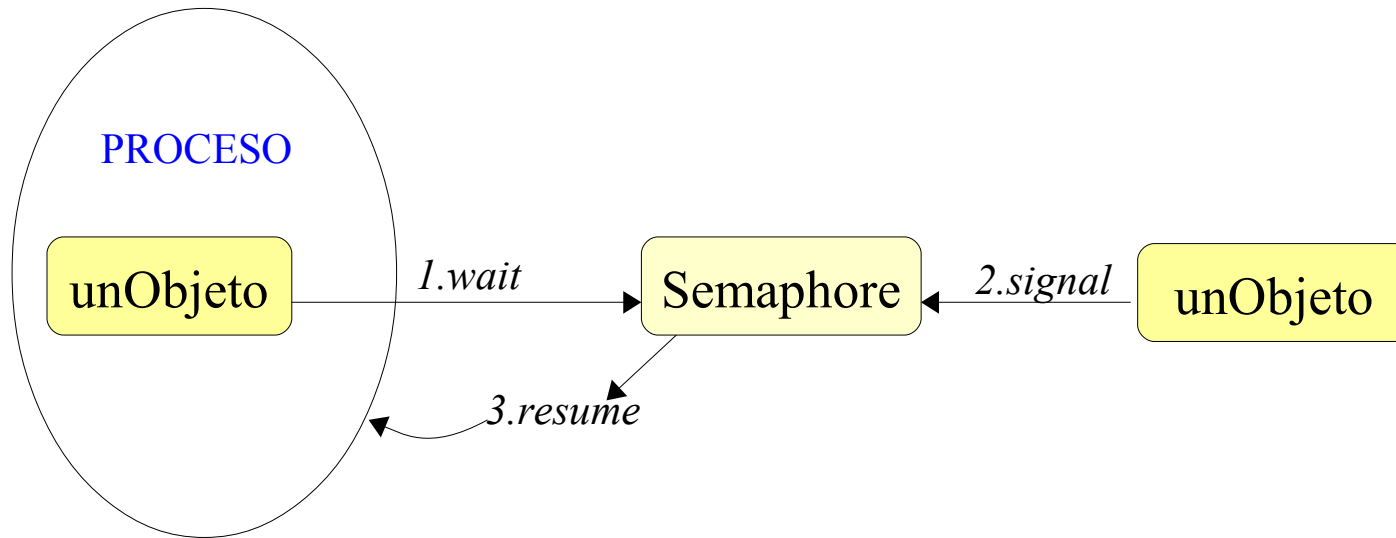 PROCESO
unObjeto
1.wait
Semaphore
2.signal
unObjeto
3.resume